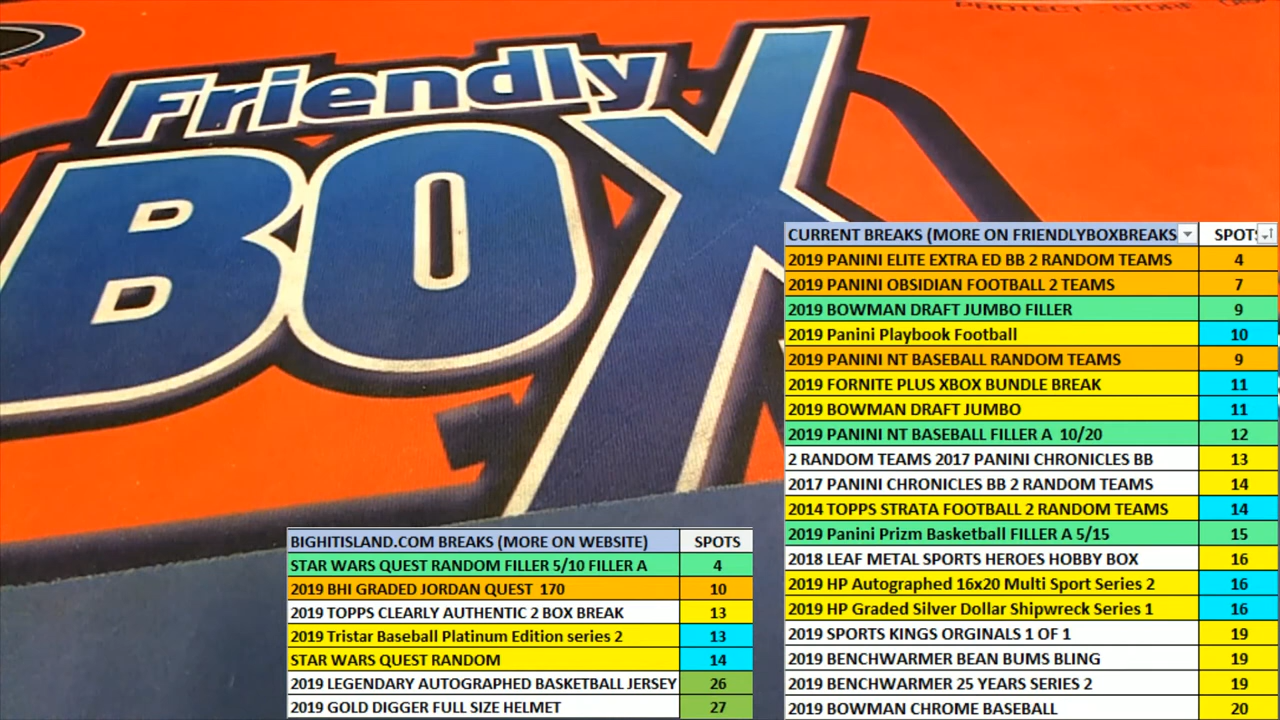 PROTECT . STORE
Friendly
BOX
CURRENT BREAKS (MORE ON FRIENDLYBOXBREAKS SPOTS
2019 PANINI ELITE EXTRA ED BB 2 RANDOM TEAMS 4
2019 PANINI OBSIDIAN FOOTBALL 2 TEAMS 7
2019 BOWMAN DRAFT JUMBO FILLER 9
2019 Panini Playbook Football 10
2019 PANINI NT BASEBALL RANDOM TEAMS 9
2019 FORNITE PLUS XBOX BUNDLE BREAK 11
2019 BOWMAN DRAFT JUMBO 11
2019 PANINI NT BASEBALL FILLER A 10/20 12
2 RANDOM TEAMS 2017 PANINI CHRONICLES BB 13
2017 PANINI CHRONICLES BB 2 RANDOM TEAMS 14
2014 TOPPS STRATA FOOTBALL 2 RANDOM TEAMS 14
2019 Panini Prizm Basketball FILLER A 5/15 15
2018 LEAF METAL SPORTS HEROES HOBBY BOX 16
2019 HP Autographed 16x20 Multi Sport Series 2 16
2019 HP Graded Silver Dollar Shipwreck Series 1 16
2019 SPORTS KINGS ORGINALS 1 OF 1 19
2019 BENCHWARMER BEAN BUMS BLING 19
2019 BENCHWARMER 25 YEARS SERIES 2 19
2019 BOWMAN CHROME BASEBALL 20
BIGHITISLAND.COM BREAKS (MORE ON WEBSITE) SPOTS
STAR WARS QUEST RANDOM FILLER 5/10 FILLER A 4
2019 BHI GRADED JORDAN QUEST 170 10
2019 TOPPS CLEARLY AUTHENTIC 2 BOX BREAK 13
2019 Tristar Baseball Platinum Edition series 2 13
STAR WARS QUEST RANDOM 14
2019 LEGENDARY AUTOGRAPHED BASKETBALL JERSEY 26
2019 GOLD DIGGER FULL SIZE HELMET 27